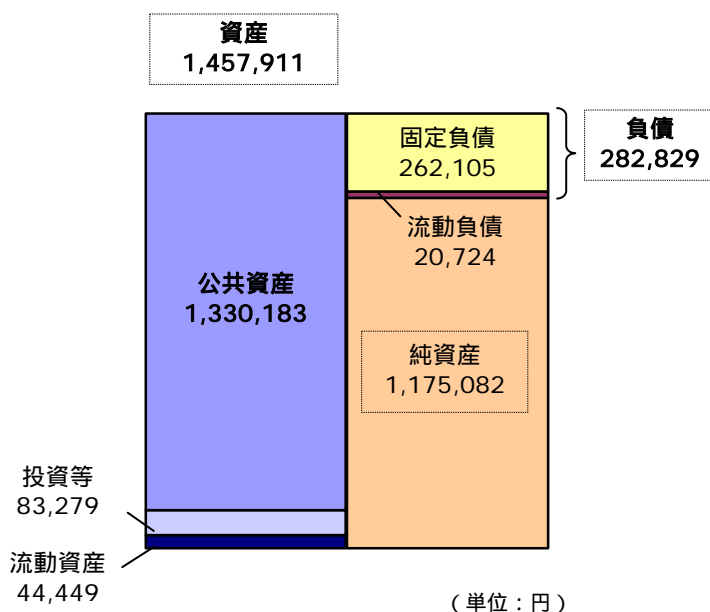 資産
1,457,911
固定負債
262,105
負債
282,829
流動負債
20,724
公共資産
1,330,183
純資産
1,175,082
投資等
83,279
流動資産
44,449
（単位：円）